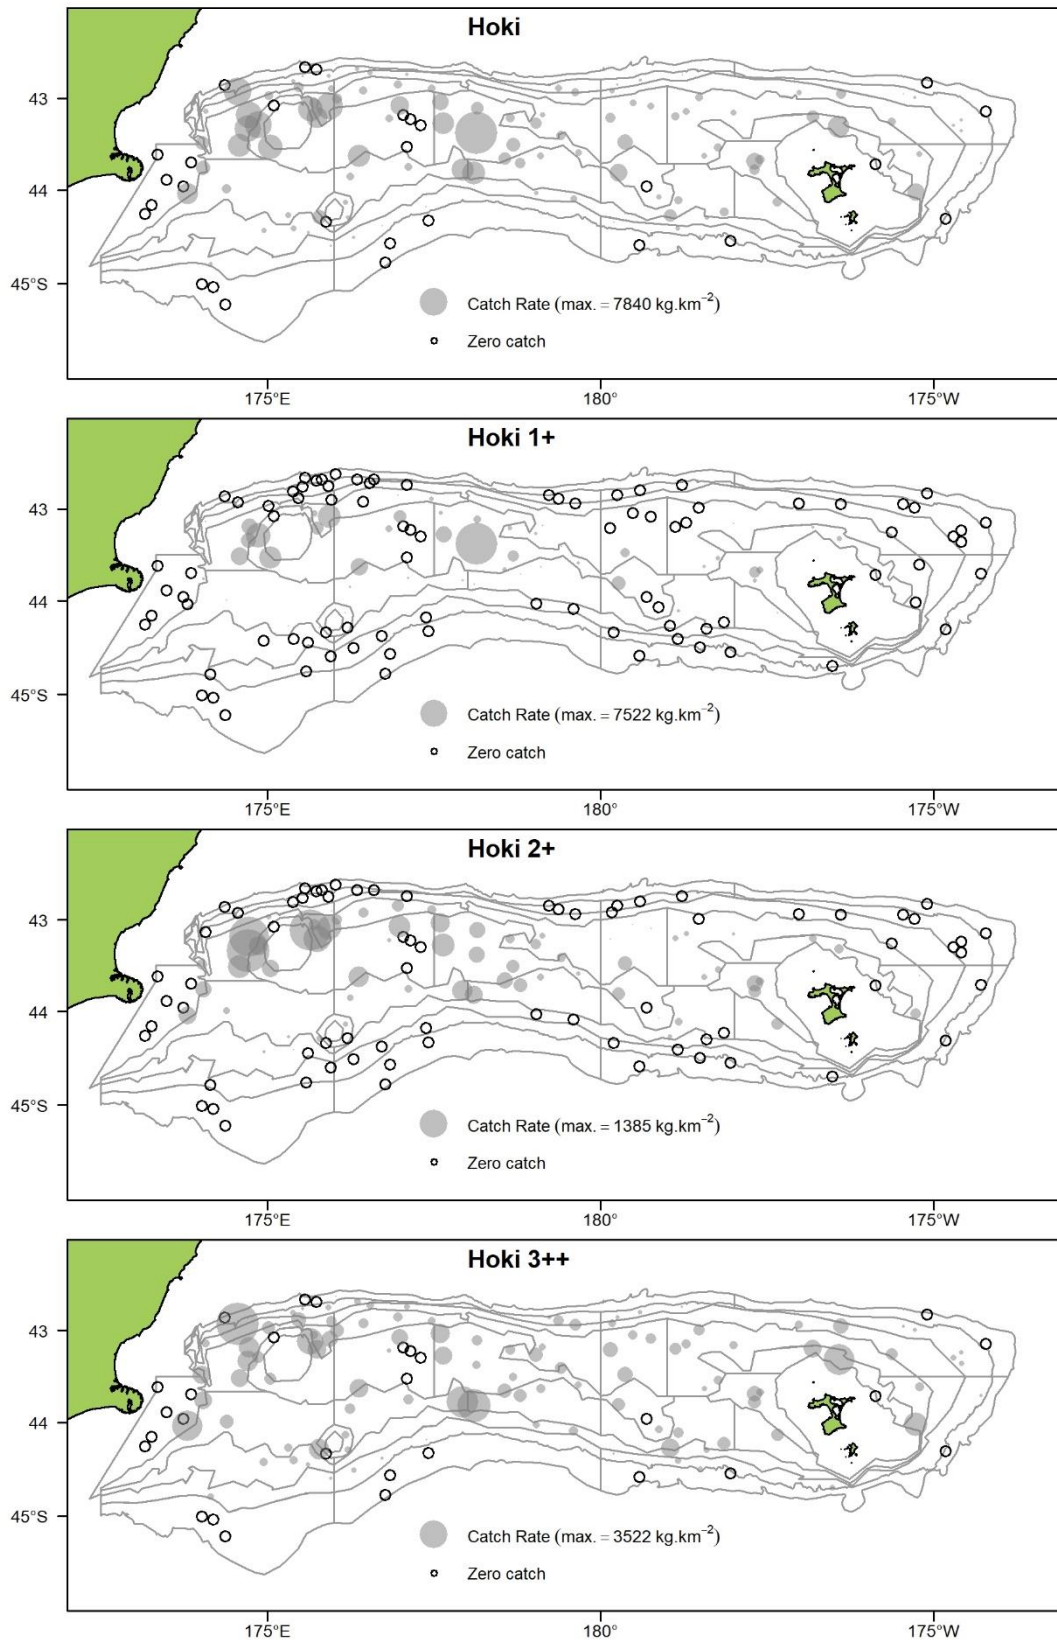 Hoki
43
44
45°S
Catch Rate (max. = 7840 kg.km⁻²)
Zero catch
175°E 180° 175°W
Hoki 1+
43
44
45°S
Catch Rate (max. = 7522 kg.km⁻²)
Zero catch
175°E 180° 175°W
Hoki 2+
43
44
45°S
Catch Rate (max. = 1385 kg.km⁻²)
Zero catch
175°E 180° 175°W
Hoki 3++
43
44
45°S
Catch Rate (max. = 3522 kg.km⁻²)
Zero catch
175°E 180° 175°W